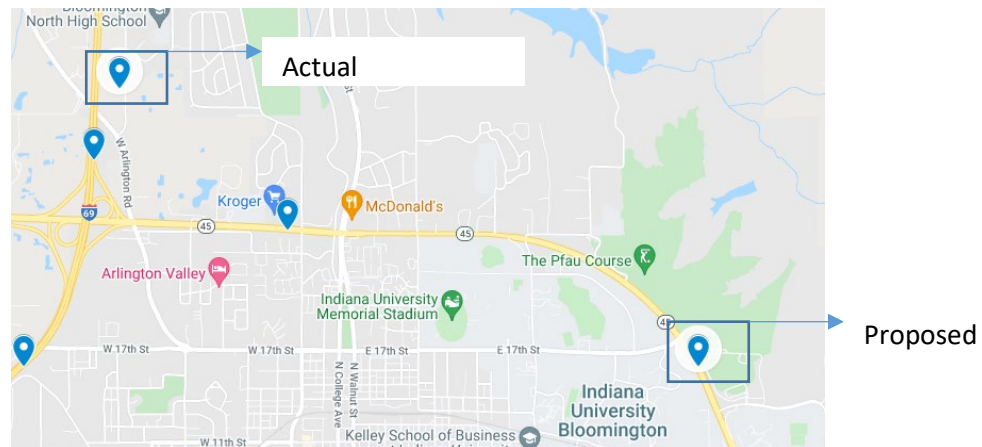 Bloomington
North High School
Actual
W Arlington Rd
Kroger
McDonald's
69
45
45
The Pfau Course
Arlington Valley
Indiana University
Memorial Stadium
45
Proposed
W 17th St
W 17th St
E 17th St
E 17th St
N Walnut St
N College Ave
Indiana
University
Bloomington
W 11th St
Kelley School of Business